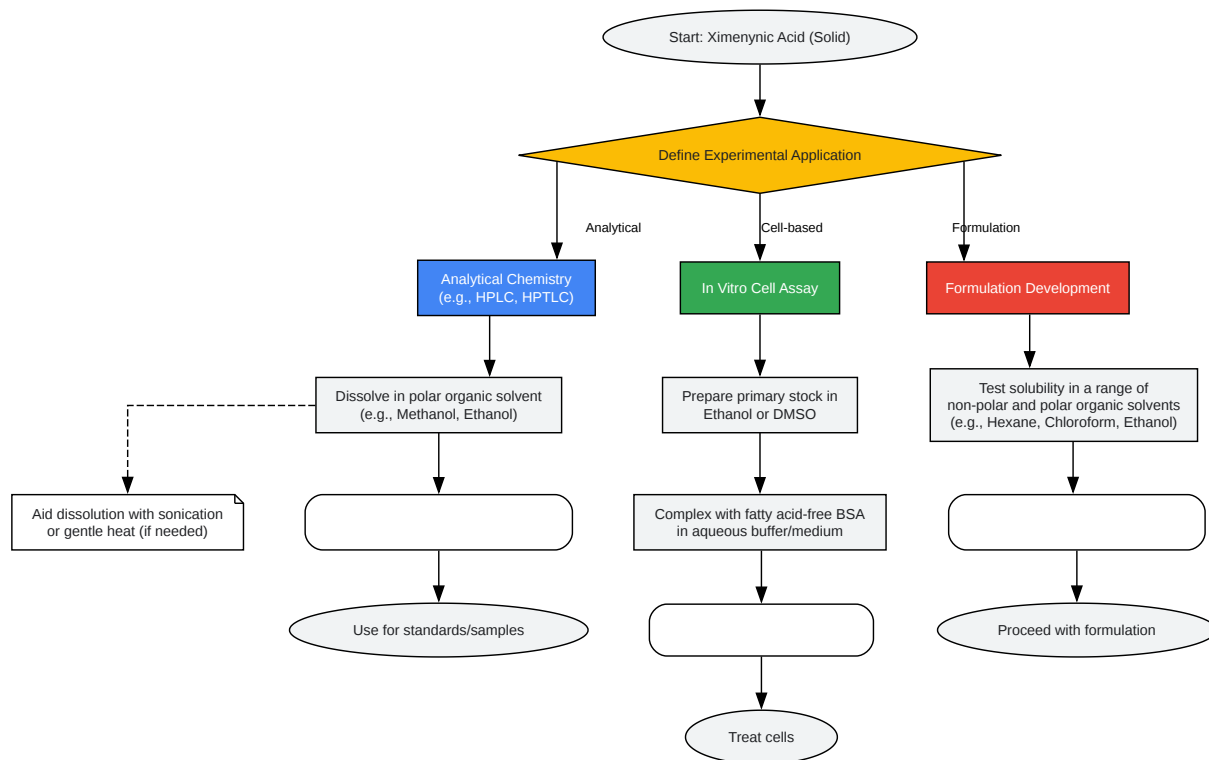 Start: Ximenynic Acid (Solid)
Define Experimental Application
Analytical
Cell-based
Formulation
Analytical Chemistry
(e.g., HPLC, HPTLC)
In Vitro Cell Assay
Formulation Development
Dissolve in polar organic solvent
(e.g., Methanol, Ethanol)
Prepare primary stock in
Ethanol or DMSO
Test solubility in a range of
non-polar and polar organic solvents
(e.g., Hexane, Chloroform, Ethanol)
Aid dissolution with sonication
or gentle heat (if needed)
Complex with fatty acid-free BSA
in aqueous buffer/medium
Use for standards/samples
Proceed with formulation
Treat cells